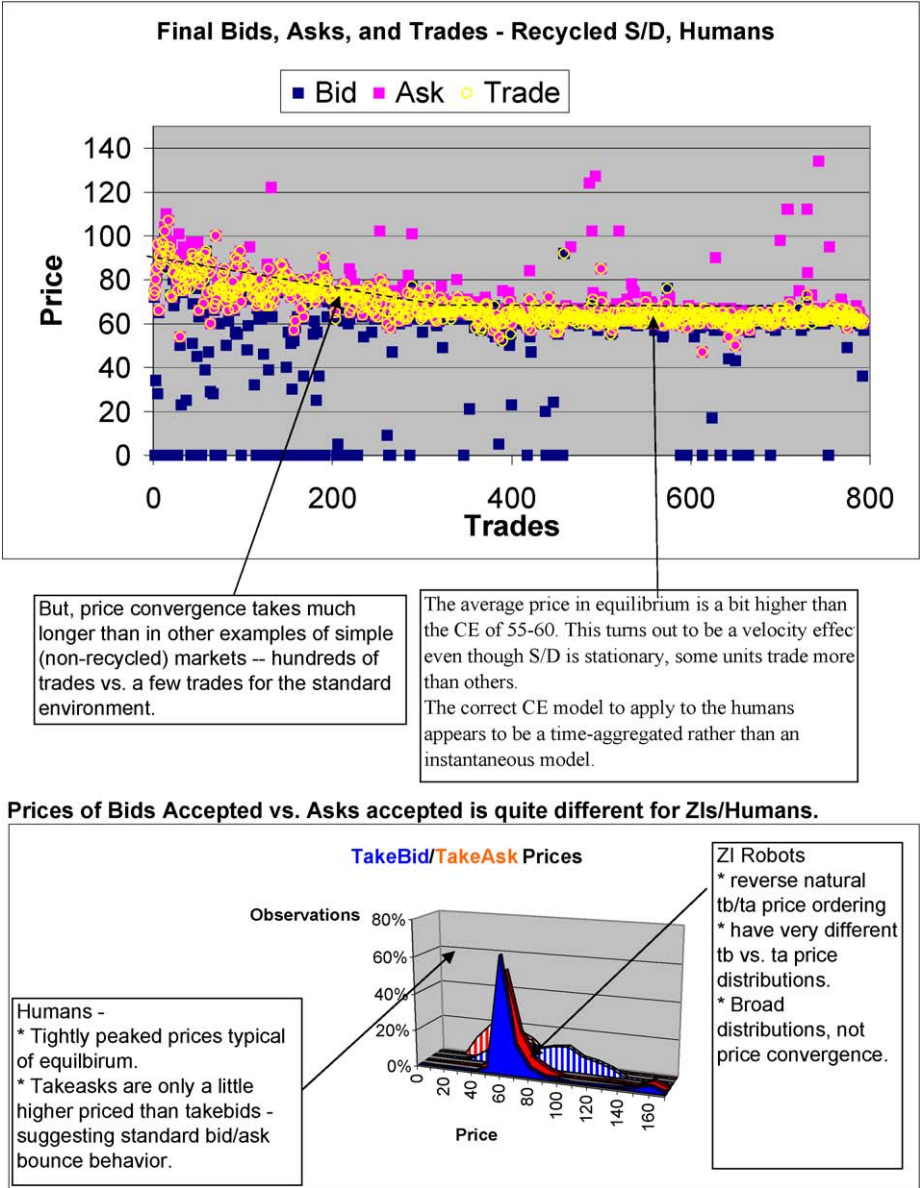 Final Bids, Asks, and Trades - Recycled S/D, Humans
Bid Ask Trade
Price
140
120
100
80
60
40
20
0
0 200 400 600 800
Trades
But, price convergence takes much
longer than in other examples of simple
(non-recycled) markets -- hundreds of
trades vs. a few trades for the standard
environment.
The average price in equilibrium is a bit higher than
the CE of 55-60. This turns out to be a velocity effec
even though S/D is stationary, some units trade more
than others.
The correct CE model to apply to the humans
appears to be a time-aggregated rather than an
instantaneous model.
Prices of Bids Accepted vs. Asks accepted is quite different for ZIs/Humans.
TakeBid/TakeAsk Prices
Observations
80%
60%
40%
20%
0%
0 20 40 60 80 100 120 140 160
Price
Humans -
* Tightly peaked prices typical
of equilbirum.
* Takeasks are only a little
higher priced than takebids -
suggesting standard bid/ask
bounce behavior.
ZI Robots
* reverse natural
tb/ta price ordering
* have very different
tb vs. ta price
distributions.
* Broad
distributions, not
price convergence.